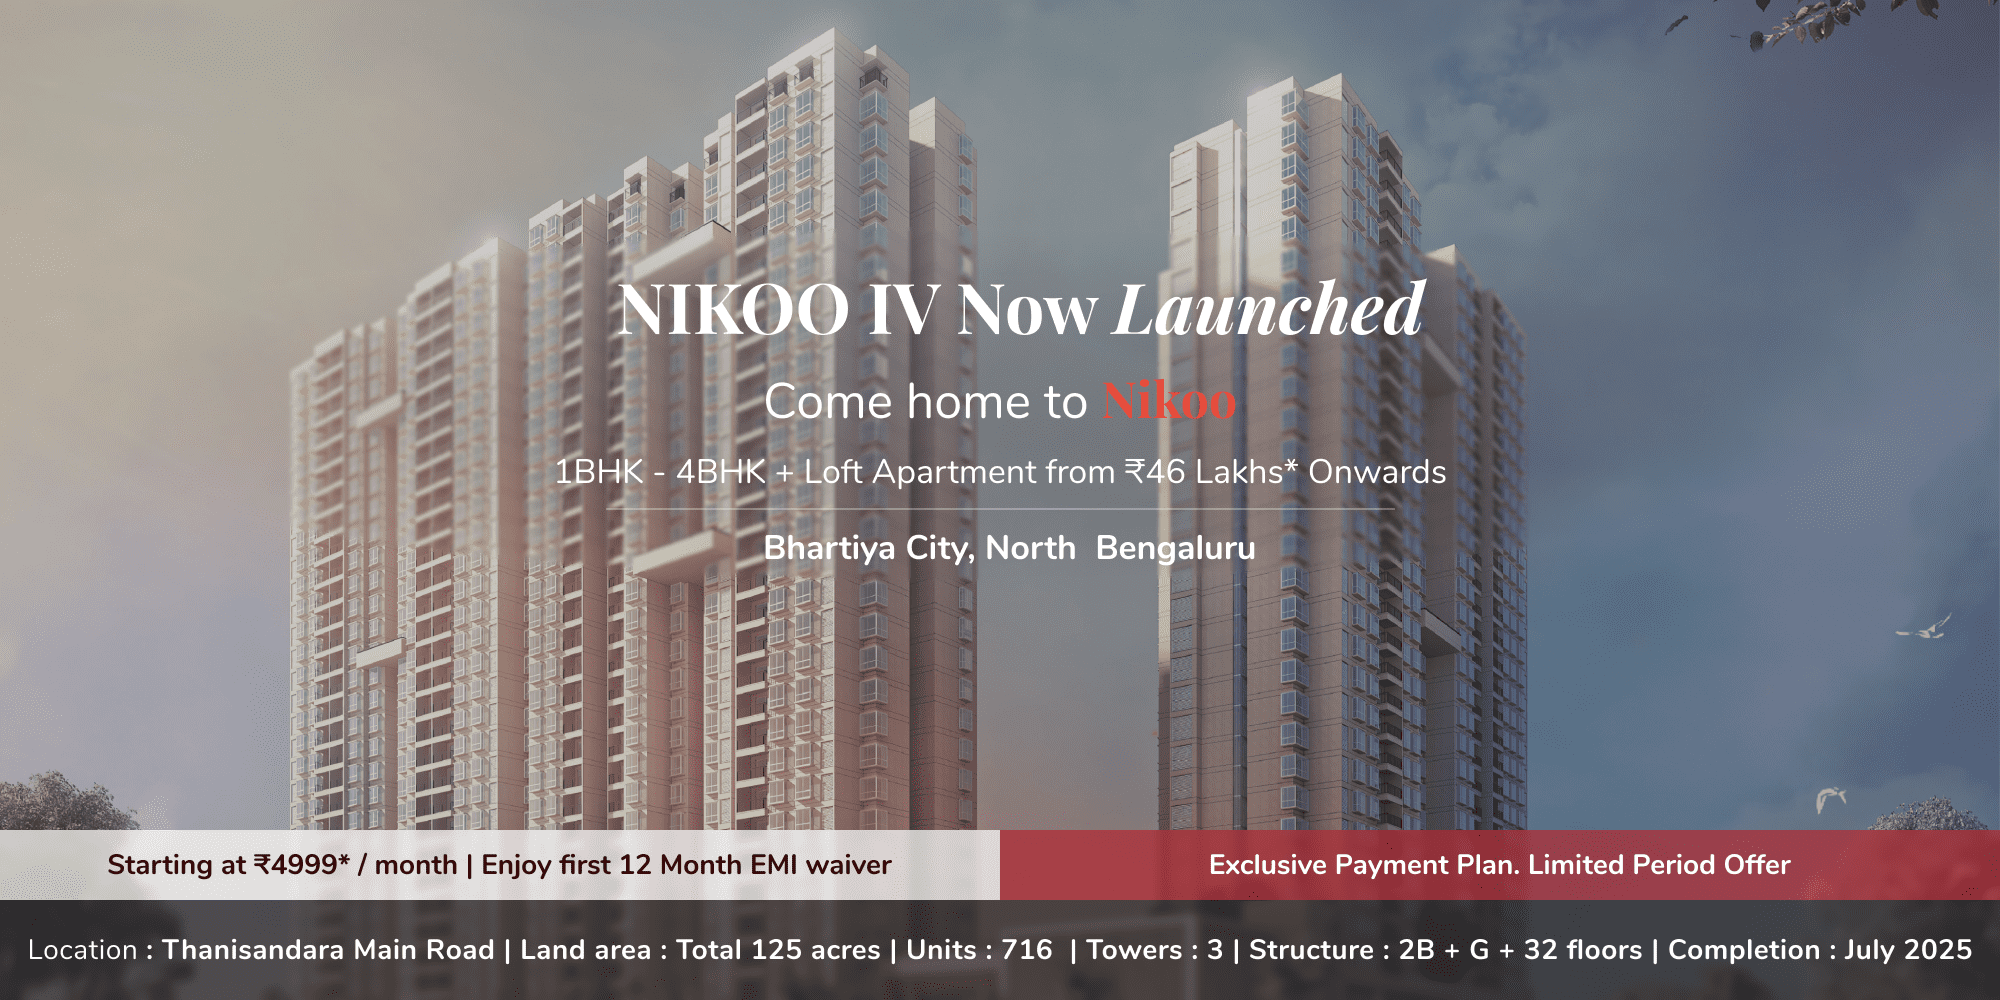 NIKOO IV Now Launched
Come home to Nikoo
1BHK - 4BHK + Loft Apartment from ₹46 Lakhs* Onwards
Bhartiya City, North Bengaluru
Starting at ₹4999* / month | Enjoy first 12 Month EMI waiver
Exclusive Payment Plan. Limited Period Offer
Location : Thanisandara Main Road | Land area : Total 125 acres | Units : 716 | Towers : 3 | Structure : 2B + G + 32 floors | Completion : July 2025